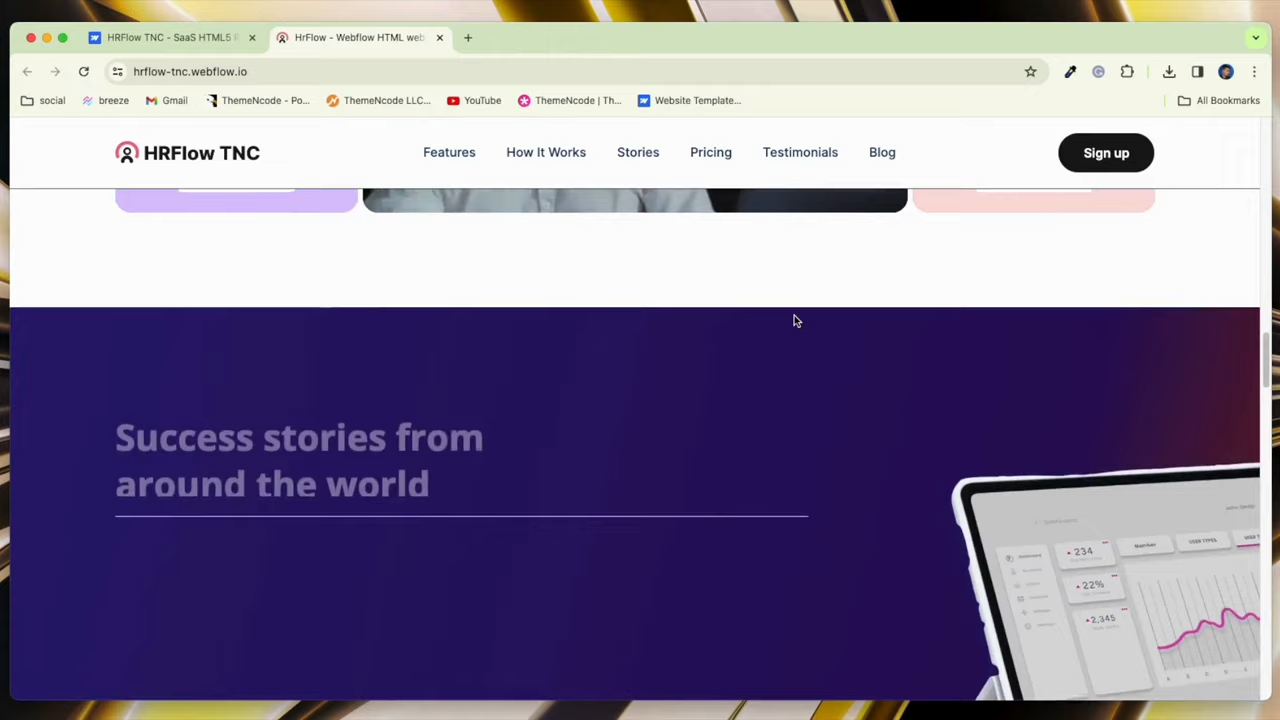 HRFlow TNC - SaaS HTML5 R
HrFlow - Webflow HTML web
hrflow-tnc.webflow.io
social
breeze
Gmail
ThemeNcode - Po...
ThemeNcode LLC...
YouTube
ThemeNcode | Th...
Website Template...
All Bookmarks
HRFlow TNC
Features
How It Works
Stories
Pricing
Testimonials
Blog
Sign up
Success stories from
around the world
234
22%
2,345
USER TYPES